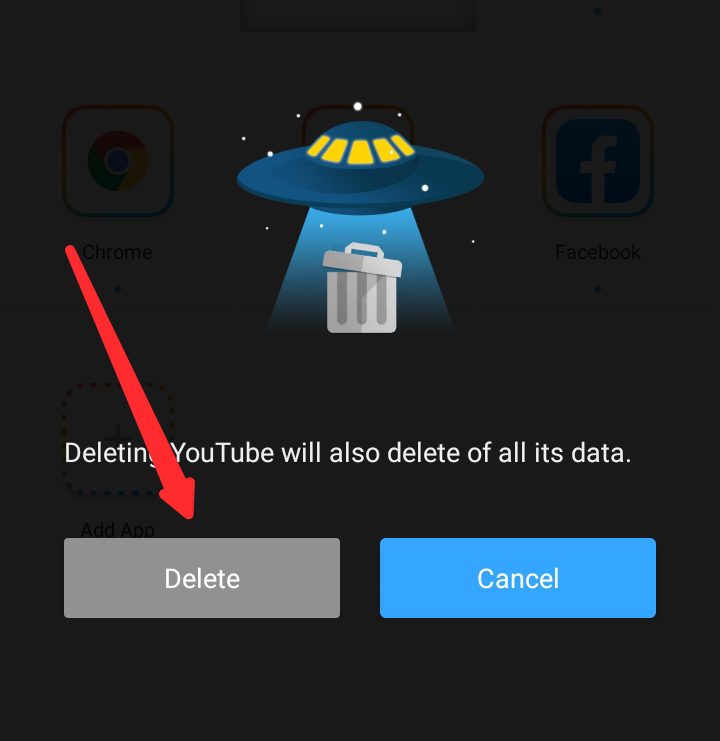 Chrome
Facebook
Deleting YouTube will also delete of all its data.
Add App
Delete
Cancel